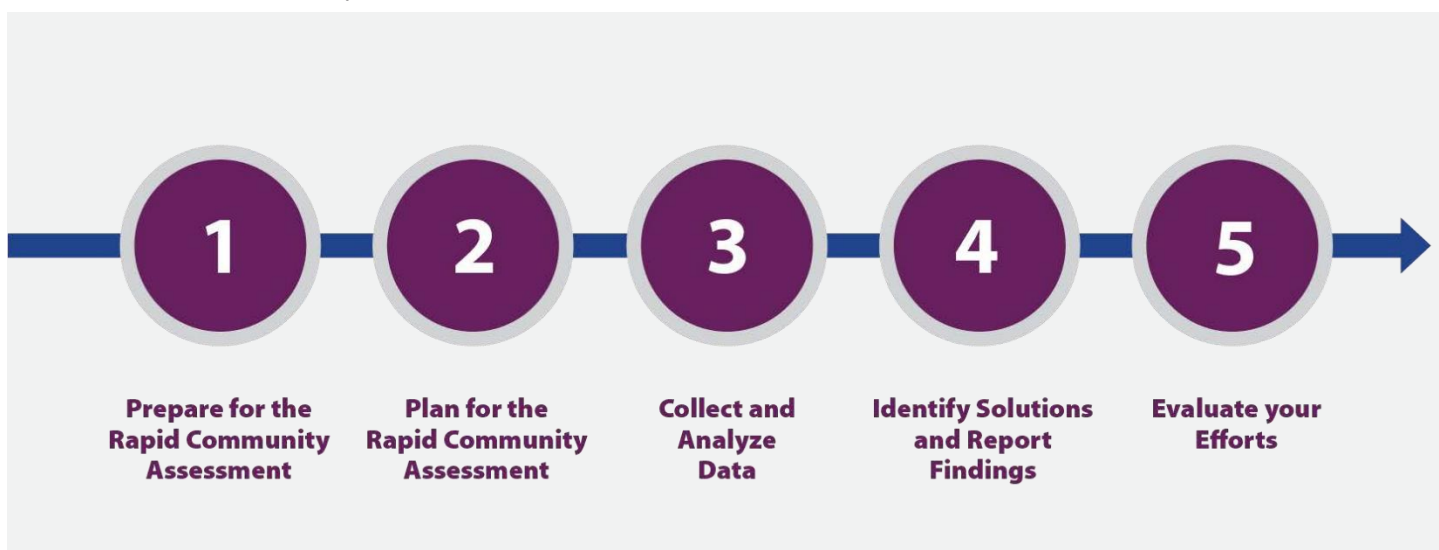 1
2
3
4
5
Prepare for the
Rapid Community
Assessment
Plan for the
Rapid Community
Assessment
Collect and
Analyze
Data
Identify Solutions
and Report
Findings
Evaluate your
Efforts